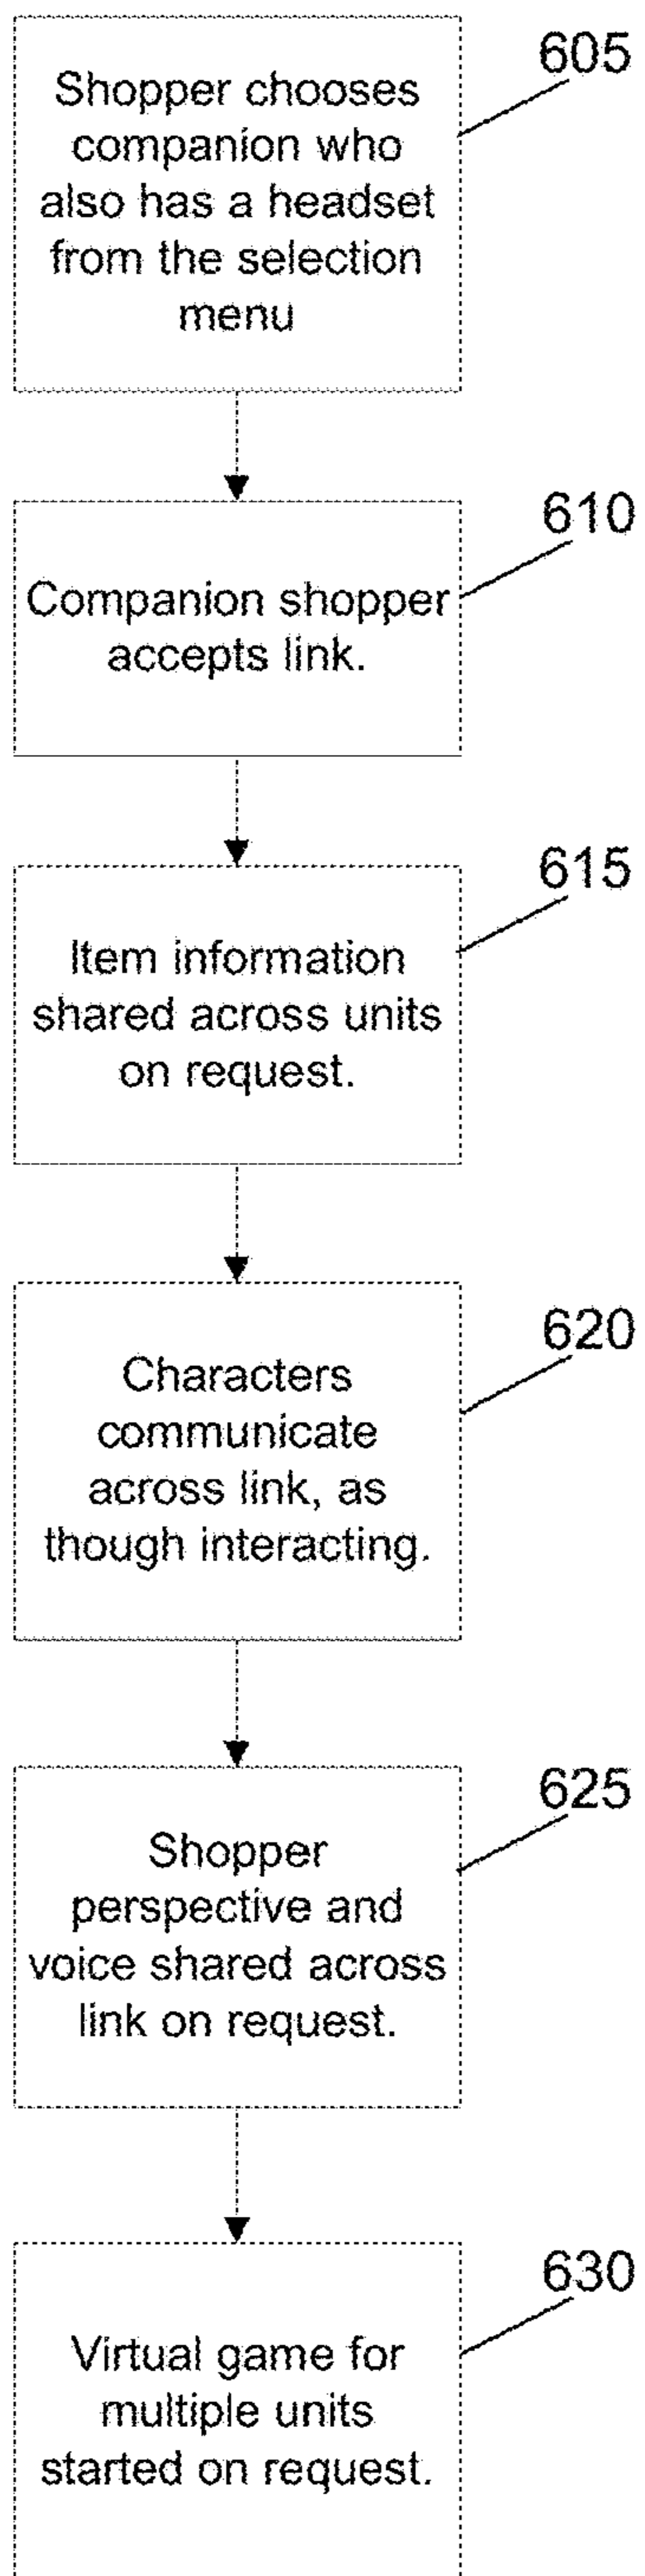 605
Shopper chooses
companion who
also has a headset
from the selection
menu
610
Companion shopper
accepts link.
615
Item information
shared across units
on request.
620
Characters
communicate
across link, as
though interacting.
625
Shopper
perspective and
voice shared across
link on request.
630
Virtual game for
multiple units
started on request.